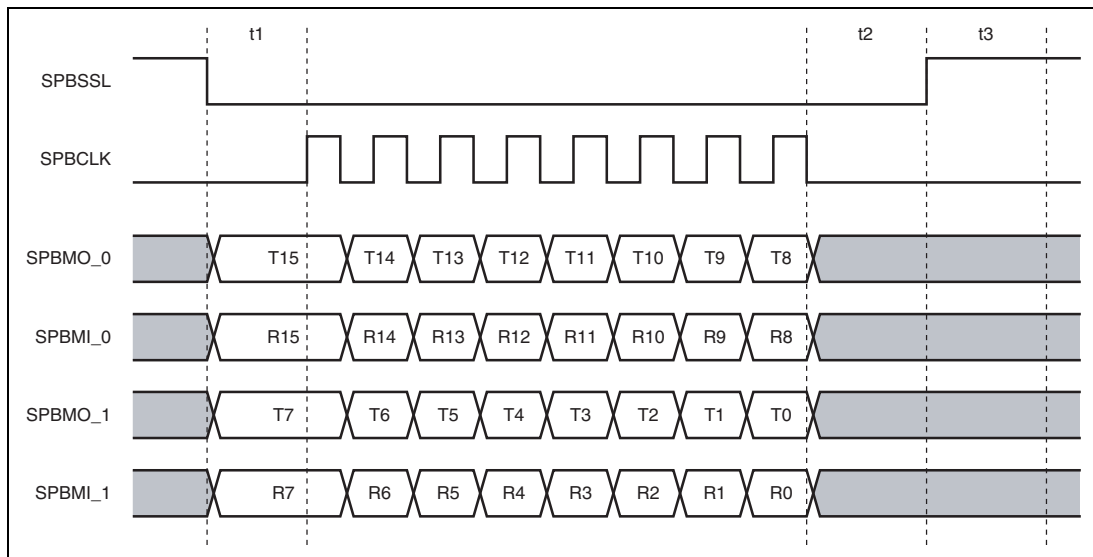 t1 t2 t3
SPBSSL
SPBCLK
SPBMO_0 T15 T14 T13 T12 T11 T10 T9 T8
SPBMI_0 R15 R14 R13 R12 R11 R10 R9 R8
SPBMO_1 T7 T6 T5 T4 T3 T2 T1 T0
SPBMI_1 R7 R6 R5 R4 R3 R2 R1 R0